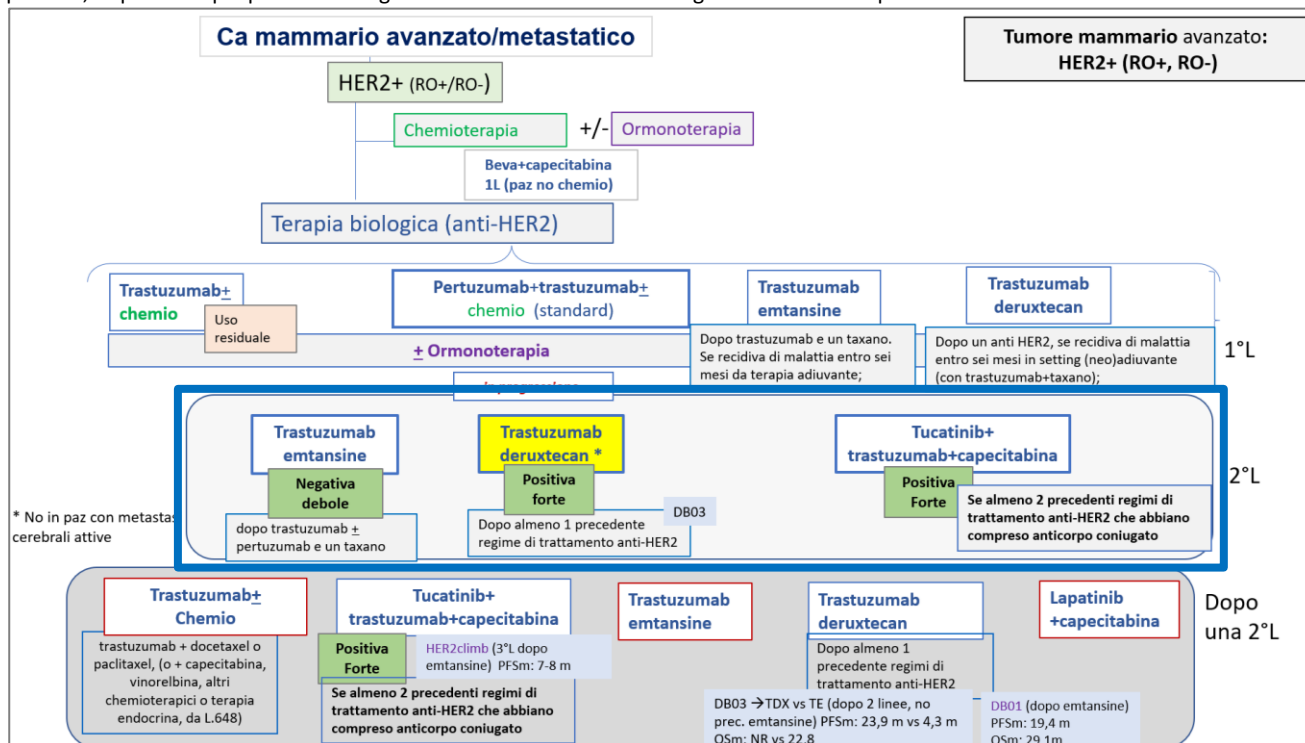 Ca mammario avanzato/metastatico
Tumore mammario avanzato:
HER2+ (RO+, RO-)
HER2+ (RO+/RO-)
Chemioterapia +/- Ormonoterapia
Beva+capecitabina
1L (paz no chemio)
Terapia biologica (anti-HER2)
Trastuzumab±
chemio
Uso
residuale
Pertuzumab+trastuzumab±
chemio (standard)
± Ormonoterapia
Trastuzumab
emtansine
Dopo trastuzumab e un taxano.
Se recidiva di malattia entro sei
mesi da terapia adiuvante;
Trastuzumab
deruxtecan
Dopo un anti HER2, se recidiva di malattia
entro sei mesi in setting (neo)adiuvante
(con trastuzumab+taxano);
1°L
Trastuzumab
emtansine
Negativa
debole
dopo trastuzumab ±
pertuzumab e un taxano
Trastuzumab
deruxtecan *
Positiva
forte
DB03
Dopo almeno 1 precedente
regime di trattamento anti-HER2
Tucatinib+
trastuzumab+capecitabina
Positiva
Forte
Se almeno 2 precedenti regimi di
trattamento anti-HER2 che abbiano
compreso anticorpo coniugato
2°L
* No in paz con metastas
cerebrali attive
Trastuzumab±
Chemio
trastuzumab + docetaxel o
paclitaxel, (o + capecitabina,
vinorelbina, altri
chemioterapici o terapia
endocrina, da L.648)
Tucatinib+
trastuzumab+capecitabina
Positiva
Forte
HER2climb (3°L dopo
emtansine) PFSm: 7-8 m
Se almeno 2 precedenti regimi di
trattamento anti-HER2 che abbiano
compreso anticorpo coniugato
Trastuzumab
emtansine
Trastuzumab
deruxtecan
Dopo almeno 1
precedente regimi di
trattamento anti-HER2
DB03 →TDX vs TE (dopo 2 linee, no
prec. emtansine) PFSm: 23,9 m vs 4,3 m
OSm: NR vs 22.8
Lapatinib
+capecitabina
DB01 (dopo emtansine)
PFSm: 19,4 m
OSm: 29,1m
Dopo
una 2°L